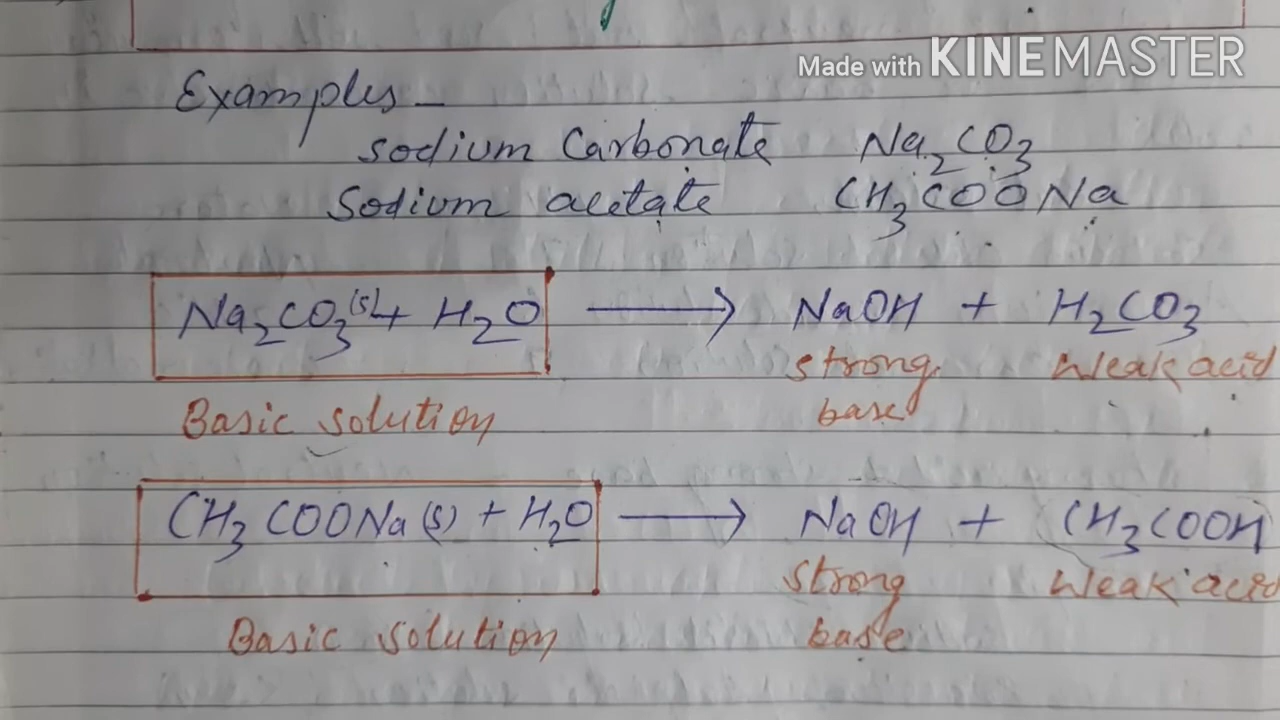 Made with KINEMASTER
Examples -
sodium Carbonate Na₂CO₃
Sodium acetate CH₃COONa
Na₂CO₃(s) + H₂O ⟶ NaOH + H₂CO₃
strong base Weak acid
Basic solution
CH₃COONa(s) + H₂O ⟶ NaOH + CH₃COOH
strong base Weak acid
Basic solution